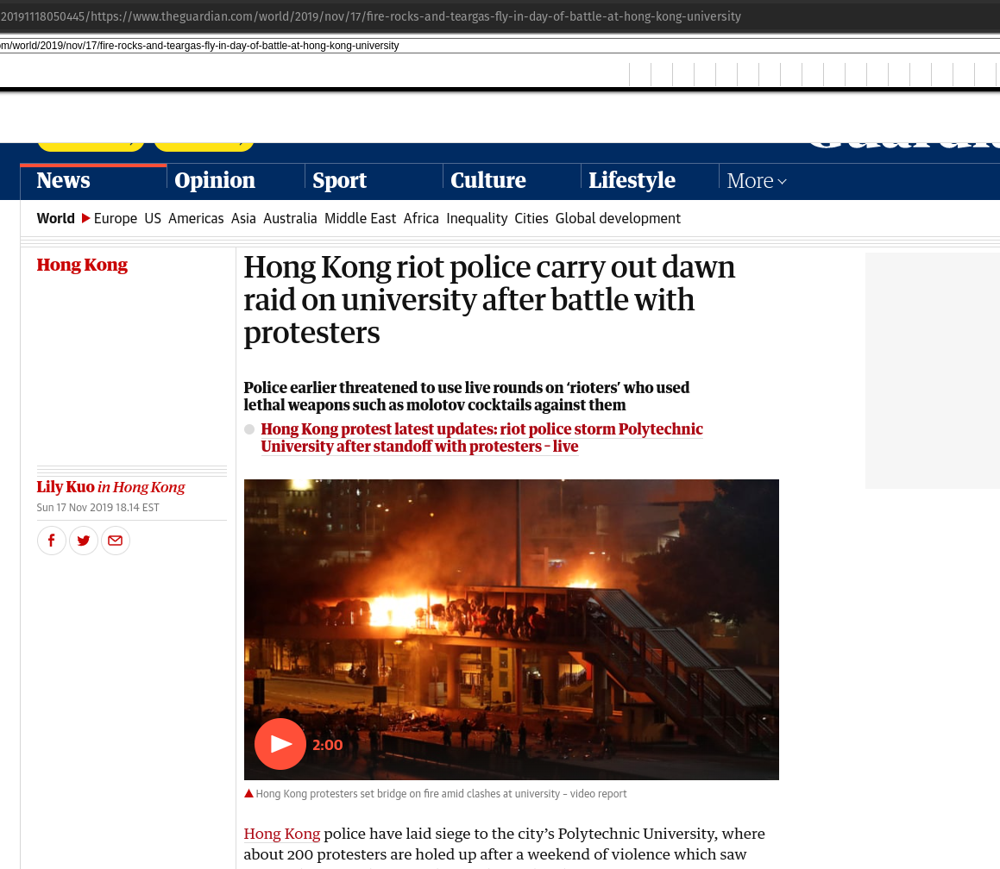 20191118050445/https://www.theguardian.com/world/2019/nov/17/fire-rocks-and-teargas-fly-in-day-of-battle-at-hong-kong-university
om/world/2019/nov/17/fire-rocks-and-teargas-fly-in-day-of-battle-at-hong-kong-university
News Opinion Sport Culture Lifestyle More
World Europe US Americas Asia Australia Middle East Africa Inequality Cities Global development
Hong Kong
Hong Kong riot police carry out dawn
raid on university after battle with
protesters
Police earlier threatened to use live rounds on ‘rioters’ who used
lethal weapons such as molotov cocktails against them
Hong Kong protest latest updates: riot police storm Polytechnic
University after standoff with protesters – live
Lily Kuo in Hong Kong
Sun 17 Nov 2019 18.14 EST
2:00
Hong Kong protesters set bridge on fire amid clashes at university – video report
Hong Kong police have laid siege to the city’s Polytechnic University, where
about 200 protesters are holed up after a weekend of violence which saw